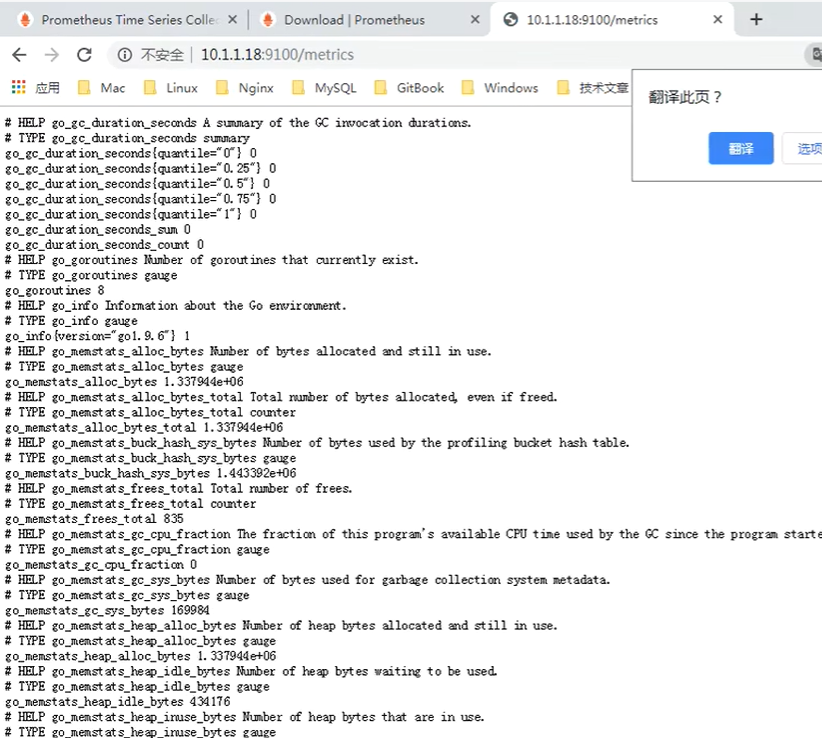 Prometheus Time Series Colle
Download | Prometheus
10.1.1.18:9100/metrics
不安全 | 10.1.1.18:9100/metrics
应用 Mac Linux Nginx MySQL GitBook Windows 技术文章
翻译此页？
翻译 选项
# HELP go_gc_duration_seconds A summary of the GC invocation durations.
# TYPE go_gc_duration_seconds summary
go_gc_duration_seconds{quantile="0"} 0
go_gc_duration_seconds{quantile="0.25"} 0
go_gc_duration_seconds{quantile="0.5"} 0
go_gc_duration_seconds{quantile="0.75"} 0
go_gc_duration_seconds{quantile="1"} 0
go_gc_duration_seconds_sum 0
go_gc_duration_seconds_count 0
# HELP go_goroutines Number of goroutines that currently exist.
# TYPE go_goroutines gauge
go_goroutines 8
# HELP go_info Information about the Go environment.
# TYPE go_info gauge
go_info{version="go1.9.6"} 1
# HELP go_memstats_alloc_bytes Number of bytes allocated and still in use.
# TYPE go_memstats_alloc_bytes gauge
go_memstats_alloc_bytes 1.337944e+06
# HELP go_memstats_alloc_bytes_total Total number of bytes allocated, even if freed.
# TYPE go_memstats_alloc_bytes_total counter
go_memstats_alloc_bytes_total 1.337944e+06
# HELP go_memstats_buck_hash_sys_bytes Number of bytes used by the profiling bucket hash table.
# TYPE go_memstats_buck_hash_sys_bytes gauge
go_memstats_buck_hash_sys_bytes 1.443392e+06
# HELP go_memstats_frees_total Total number of frees.
# TYPE go_memstats_frees_total counter
go_memstats_frees_total 835
# HELP go_memstats_gc_cpu_fraction The fraction of this program's available CPU time used by the GC since the program starte
# TYPE go_memstats_gc_cpu_fraction gauge
go_memstats_gc_cpu_fraction 0
# HELP go_memstats_gc_sys_bytes Number of bytes used for garbage collection system metadata.
# TYPE go_memstats_gc_sys_bytes gauge
go_memstats_gc_sys_bytes 169984
# HELP go_memstats_heap_alloc_bytes Number of heap bytes allocated and still in use.
# TYPE go_memstats_heap_alloc_bytes gauge
go_memstats_heap_alloc_bytes 1.337944e+06
# HELP go_memstats_heap_idle_bytes Number of heap bytes waiting to be used.
# TYPE go_memstats_heap_idle_bytes gauge
go_memstats_heap_idle_bytes 434176
# HELP go_memstats_heap_inuse_bytes Number of heap bytes that are in use.
# TYPE go_memstats_heap_inuse_bytes gauge